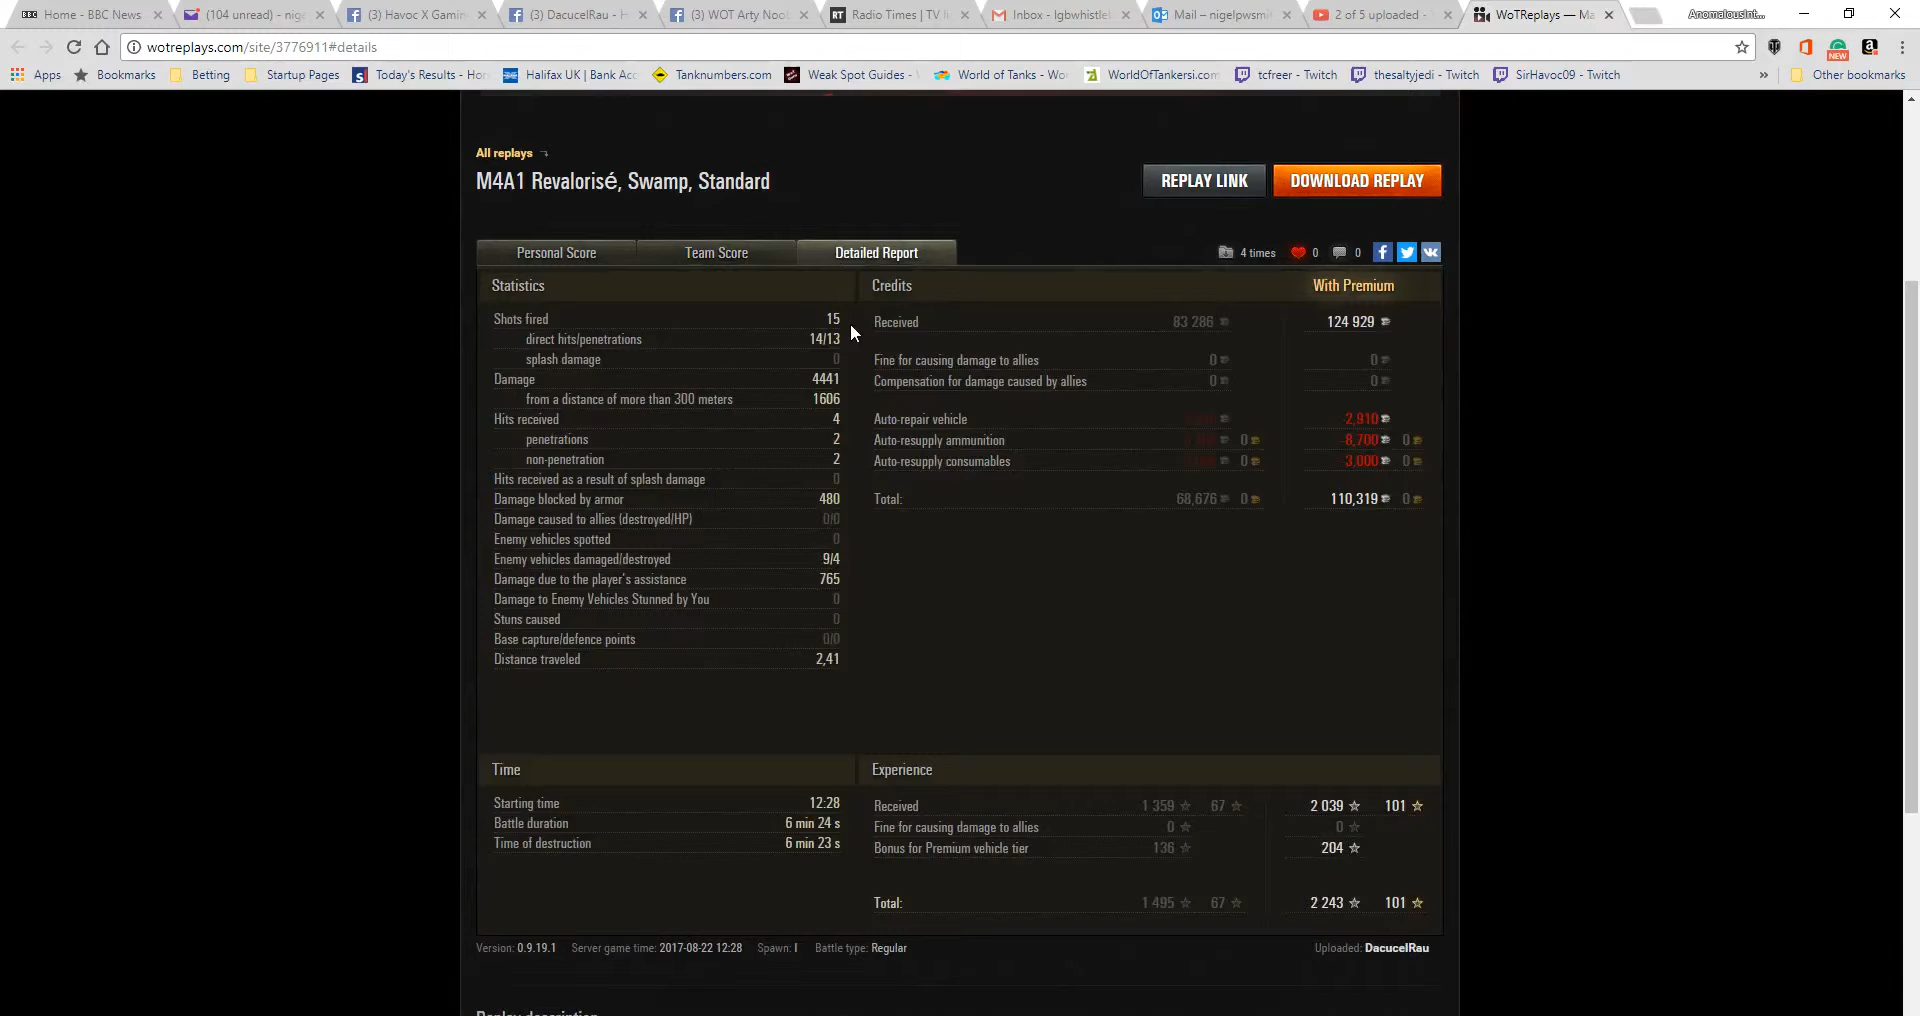 Home - BBC News
(104 unread) - nige
(3) Havoc X Gamin
(3) DacucelRau - H
(3) WOT Arty Noob
Radio Times | TV li
Inbox - lgbwhistle
Mail – nigelpwsmi
2 of 5 uploaded -
WoTReplays — Ma
AnomalousInt...
wotreplays.com/site/3776911#details
Apps
Bookmarks
Betting
Startup Pages
Today's Results - Hor
Halifax UK | Bank Acc
Tanknumbers.com
Weak Spot Guides -
World of Tanks - Wo
WorldOfTankersi.com
tcfreer - Twitch
thesaltyjedi - Twitch
SirHavoc09 - Twitch
»
Other bookmarks
All replays
M4A1 Revalorisé, Swamp, Standard
REPLAY LINK
DOWNLOAD REPLAY
Personal Score
Team Score
Detailed Report
4 times
0
0
Statistics
Shots fired 15
direct hits/penetrations 14/13
splash damage 0
Damage 4441
from a distance of more than 300 meters 1606
Hits received 4
penetrations 2
non-penetration 2
Hits received as a result of splash damage 0
Damage blocked by armor 480
Damage caused to allies (destroyed/HP) 0/0
Enemy vehicles spotted 0
Enemy vehicles damaged/destroyed 9/4
Damage due to the player's assistance 765
Damage to Enemy Vehicles Stunned by You 0
Stuns caused 0
Base capture/defence points 0/0
Distance traveled 2,41
Credits With Premium
Received 83 286 124 929
Fine for causing damage to allies 0 0
Compensation for damage caused by allies 0 0
Auto-repair vehicle 2,910
Auto-resupply ammunition 0 -8,700 0
Auto-resupply consumables 0 3,000 0
Total: 68,676 0 110,319 0
Time
Starting time 12:28
Battle duration 6 min 24 s
Time of destruction 6 min 23 s
Experience
Received 1 359 67 2 039 101
Fine for causing damage to allies 0 0
Bonus for Premium vehicle tier 136 204
Total: 1 495 67 2 243 101
Version: 0.9.19.1 Server game time: 2017-08-22 12:28 Spawn: I Battle type: Regular
Uploaded: DacucelRau
Replay description